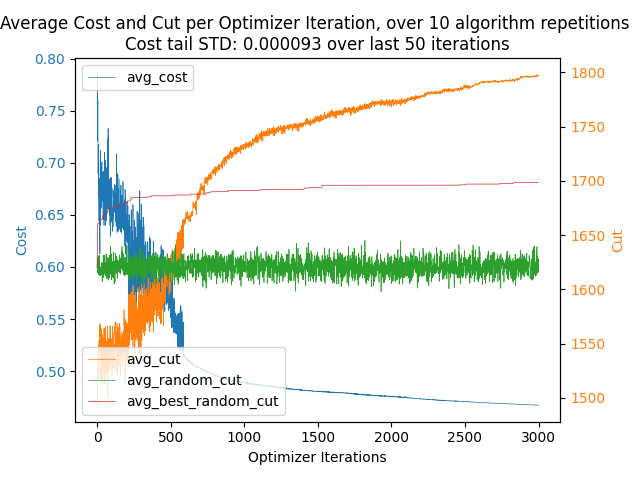 Average Cost and Cut per Optimizer Iteration, over 10 algorithm repetitions
Cost tail STD: 0.000093 over last 50 iterations
avg_cost
avg_cut
avg_random_cut
avg_best_random_cut
Cost
0.80
0.75
0.70
0.65
0.60
0.55
0.50
Cut
1800
1750
1700
1650
1600
1550
1500
0
500
1000
1500
2000
2500
3000
Optimizer Iterations